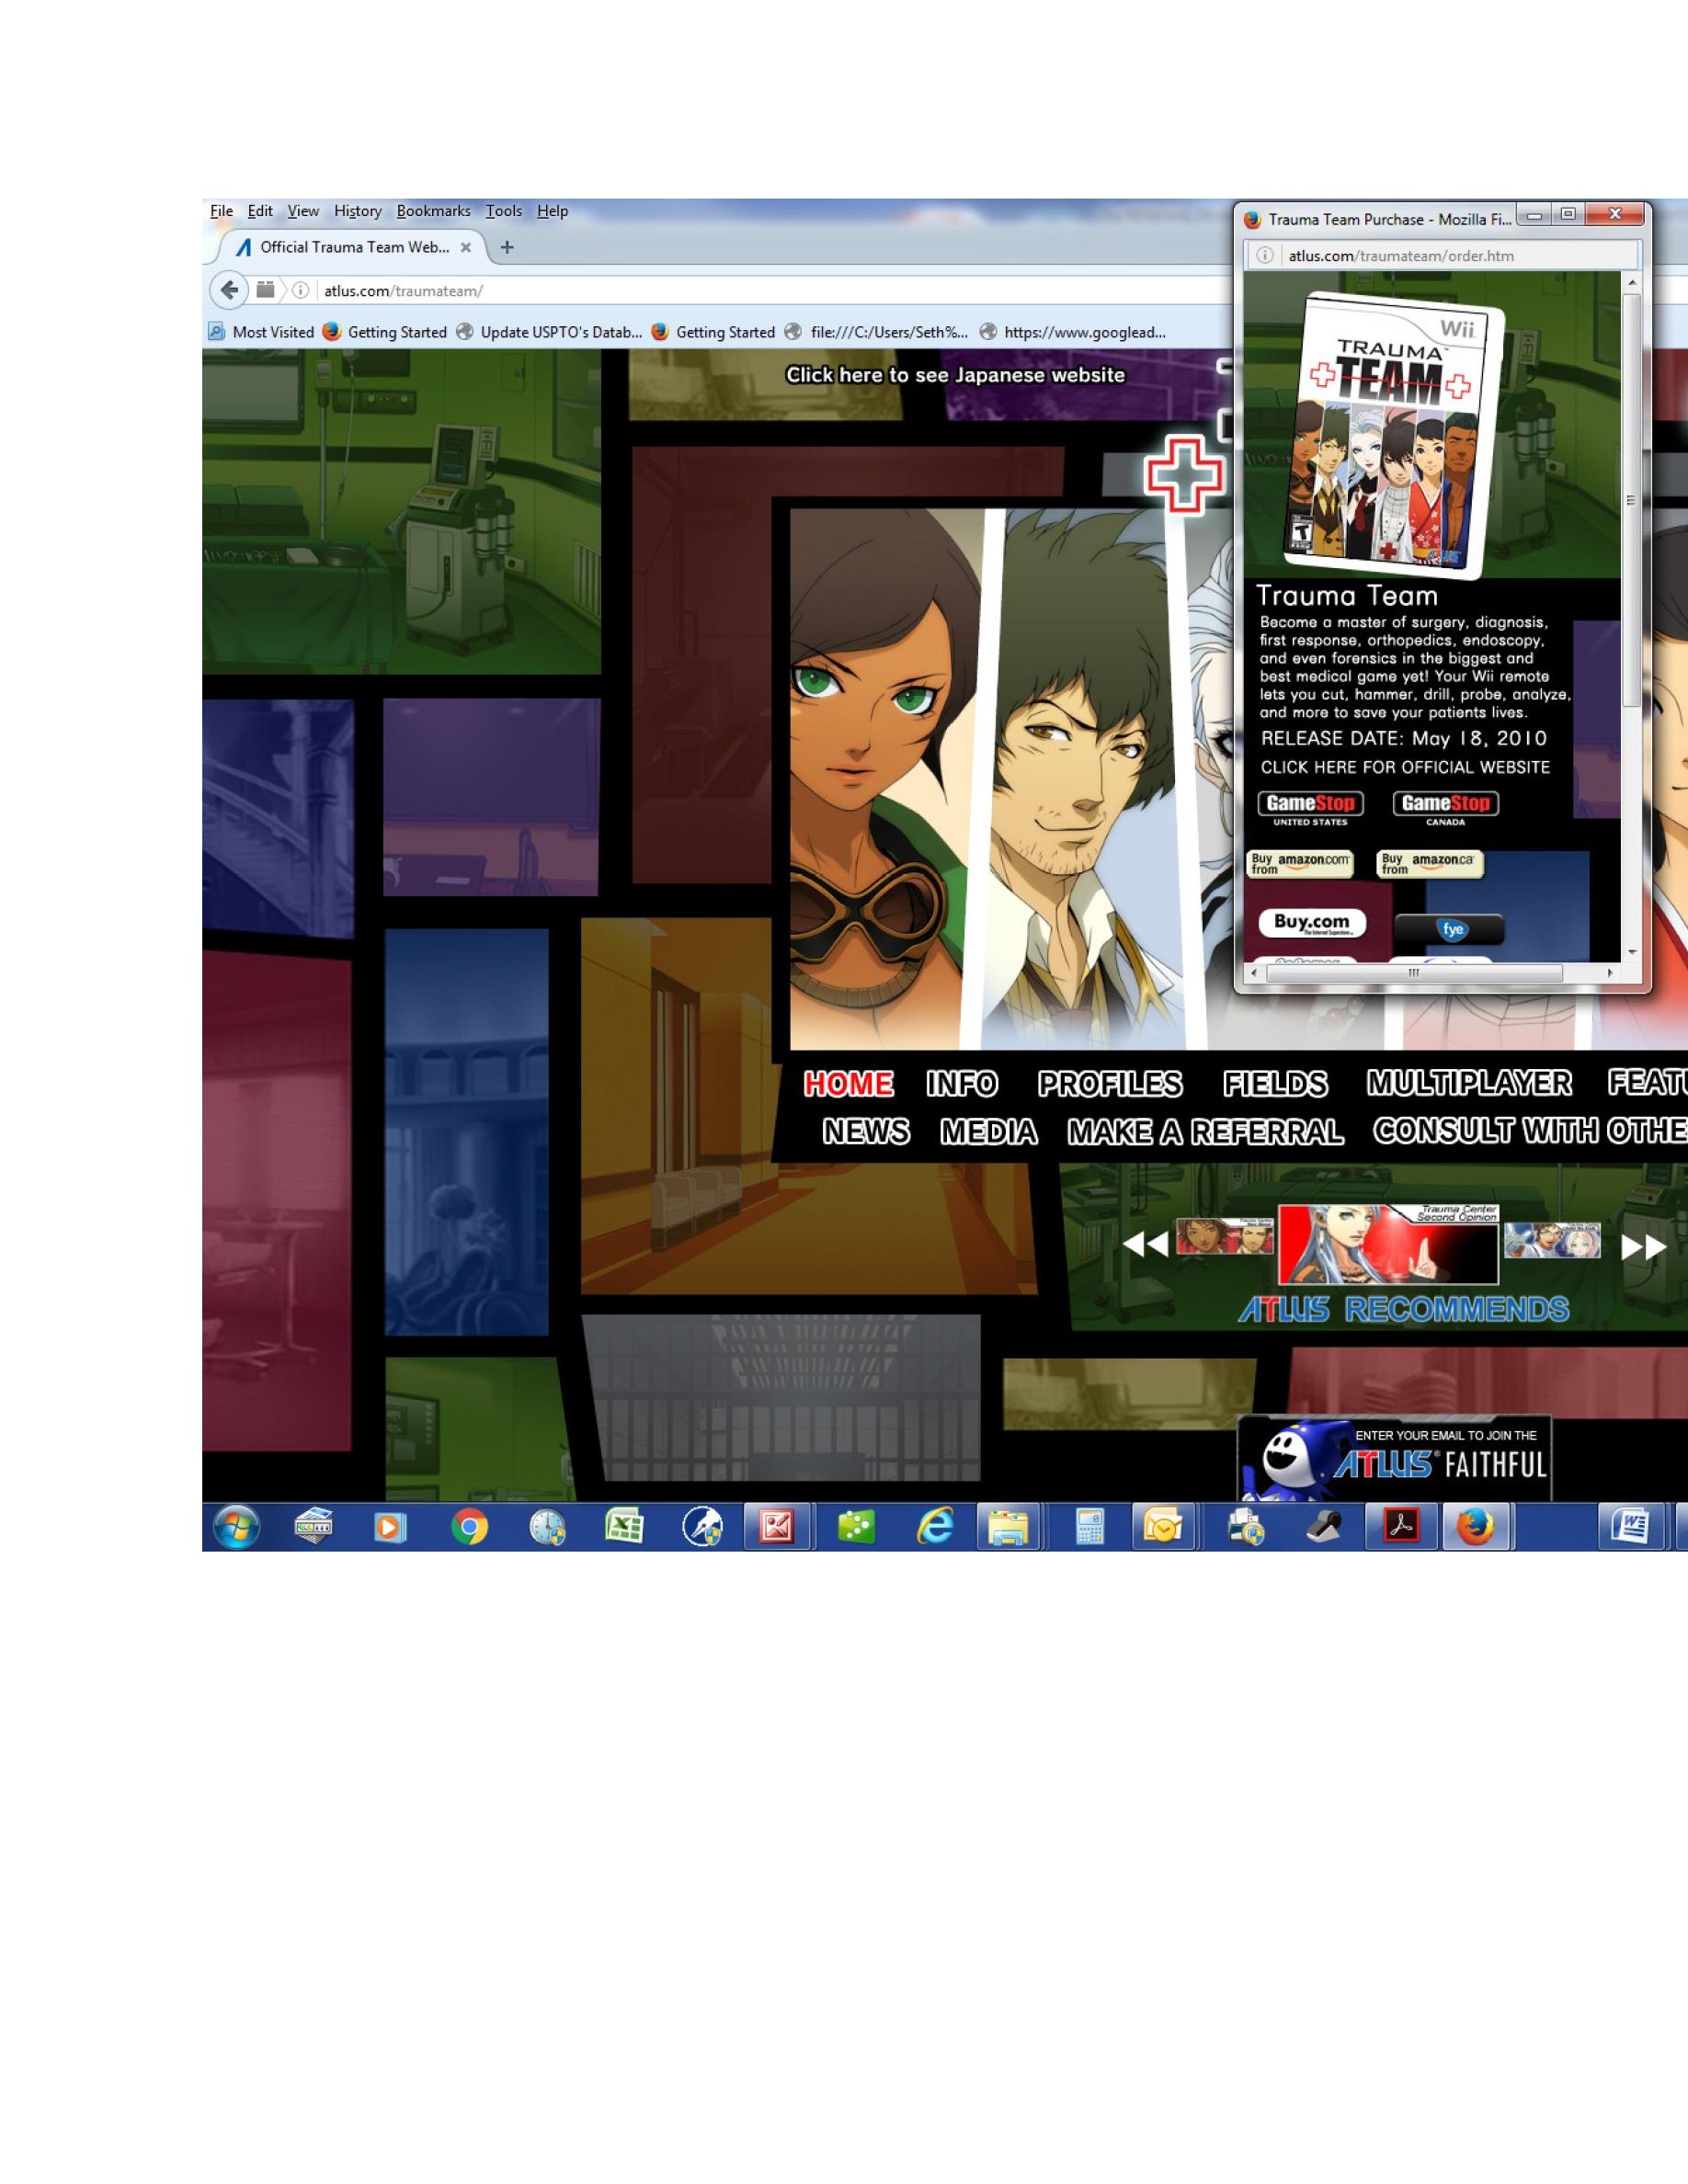 File Edit View History Bookmarks Tools Help
Official Trauma Team Web...
atlus.com/traumateam/
Most Visited Getting Started Update USPTO's Datab... Getting Started file:///C:/Users/Seth%... https://www.googlead...
Click here to see Japanese website
Trauma Team Purchase - Mozilla Fi...
atlus.com/traumateam/order.htm
Wii
TRAUMA
TEAM
T
ATLUS
Trauma Team
Become a master of surgery, diagnosis,
first response, orthopedics, endoscopy,
and even forensics in the biggest and
best medical game yet! Your Wii remote
lets you cut, hammer, drill, probe, analyze,
and more to save your patients lives.
RELEASE DATE: May 18, 2010
CLICK HERE FOR OFFICIAL WEBSITE
GameStop GameStop
UNITED STATES CANADA
Buy from amazon.com Buy from amazon.ca
Buy.com fye
The Internet Superstore
HOME INFO PROFILES FIELDS MULTIPLAYER FEATU
NEWS MEDIA MAKE A REFERRAL CONSULT WITH OTHE
Trauma Center
Second Opinion
ATLUS RECOMMENDS
ENTER YOUR EMAIL TO JOIN THE
ATLUS® FAITHFUL